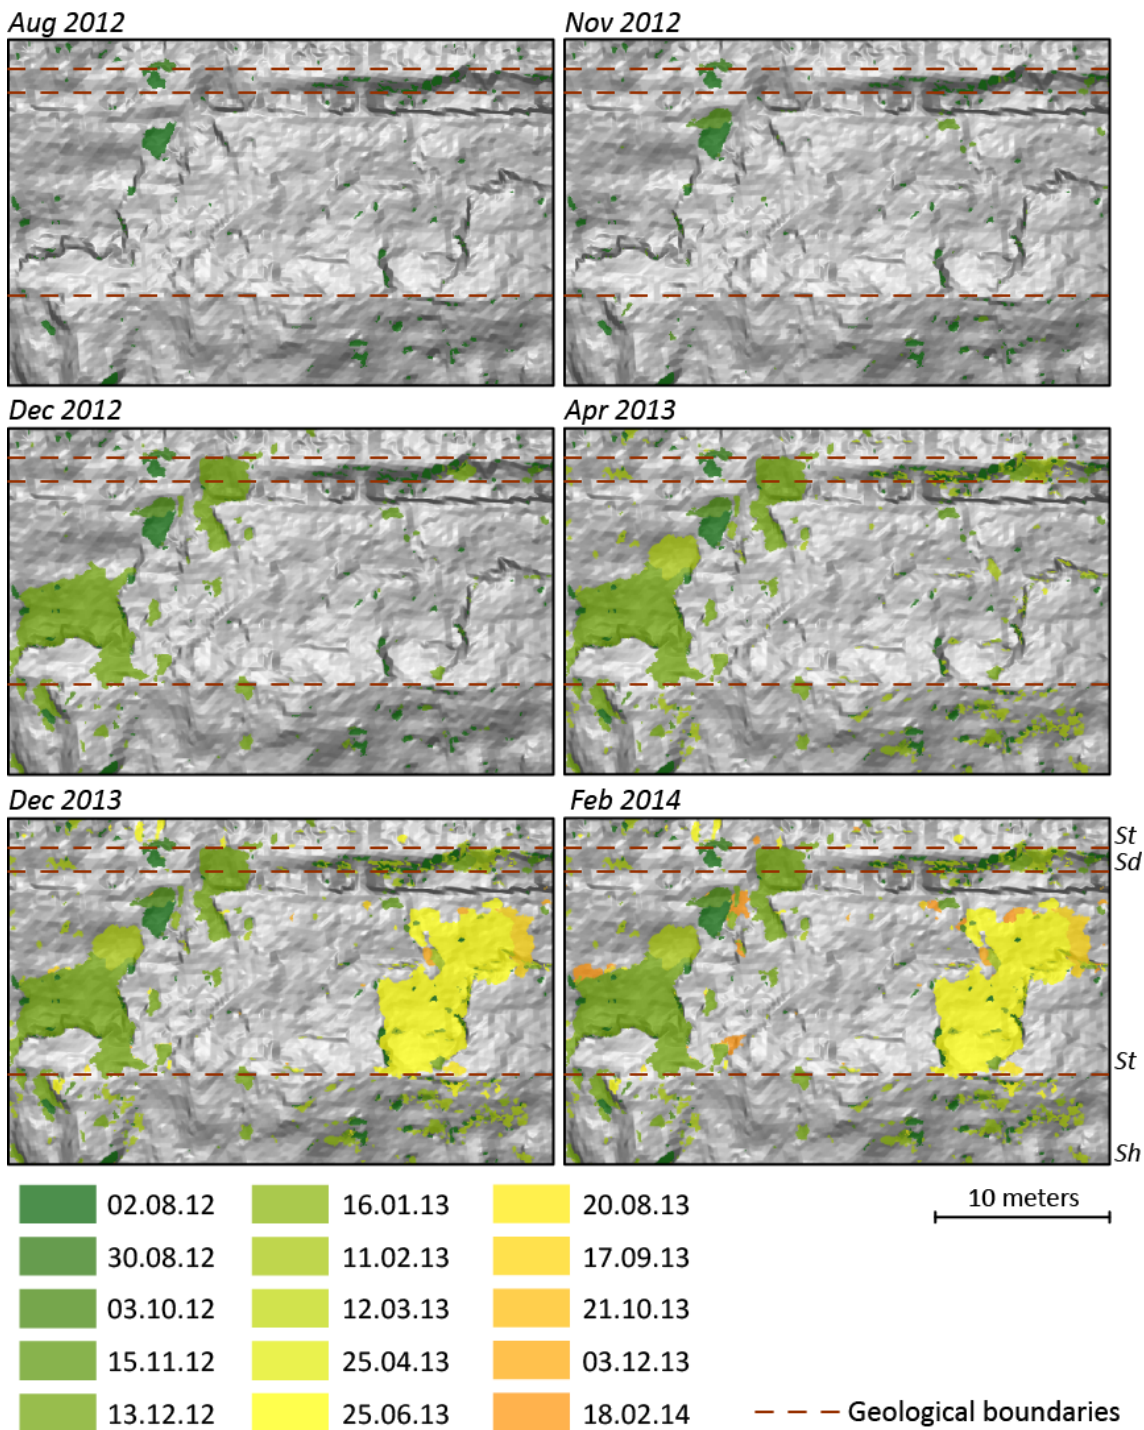 Aug 2012
Nov 2012
Dec 2012
Apr 2013
Dec 2013
Feb 2014
St
Sd
St
Sh
02.08.12
30.08.12
03.10.12
15.11.12
13.12.12
16.01.13
11.02.13
12.03.13
25.04.13
25.06.13
20.08.13
17.09.13
21.10.13
03.12.13
18.02.14
10 meters
Geological boundaries